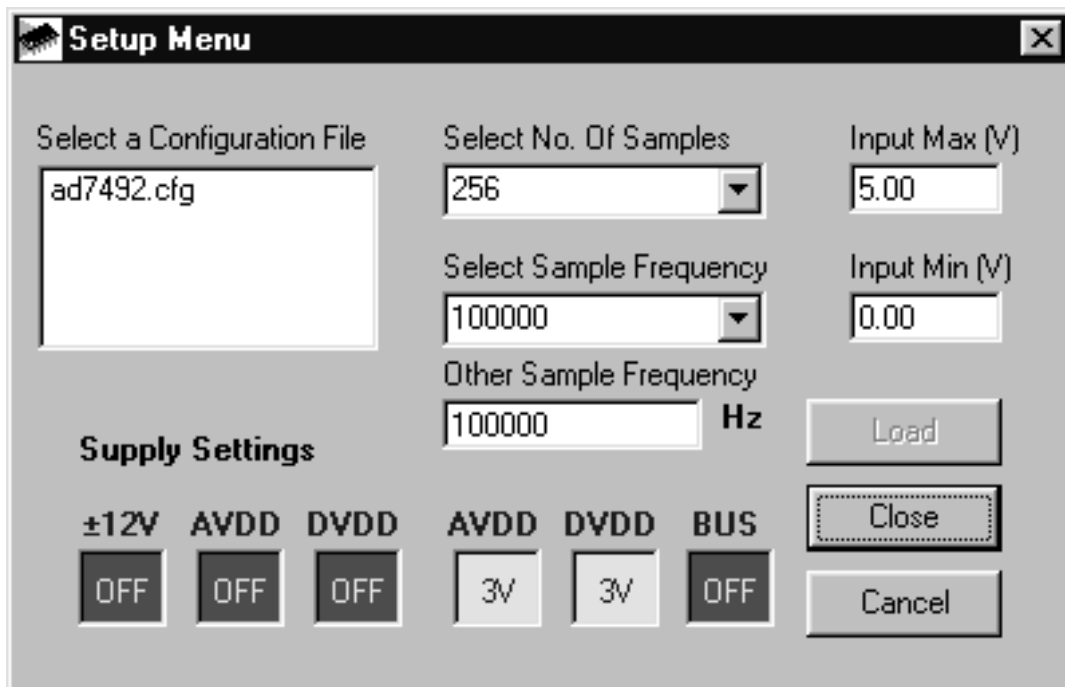 Setup Menu
Select a Configuration File
ad7492.cfg
Select No. Of Samples
256
Input Max (V)
5.00
Select Sample Frequency
100000
Input Min (V)
0.00
Other Sample Frequency
100000 Hz
Load
Close
Cancel
Supply Settings
±12V AVDD DVDD AVDD DVDD BUS
OFF OFF OFF 3V 3V OFF